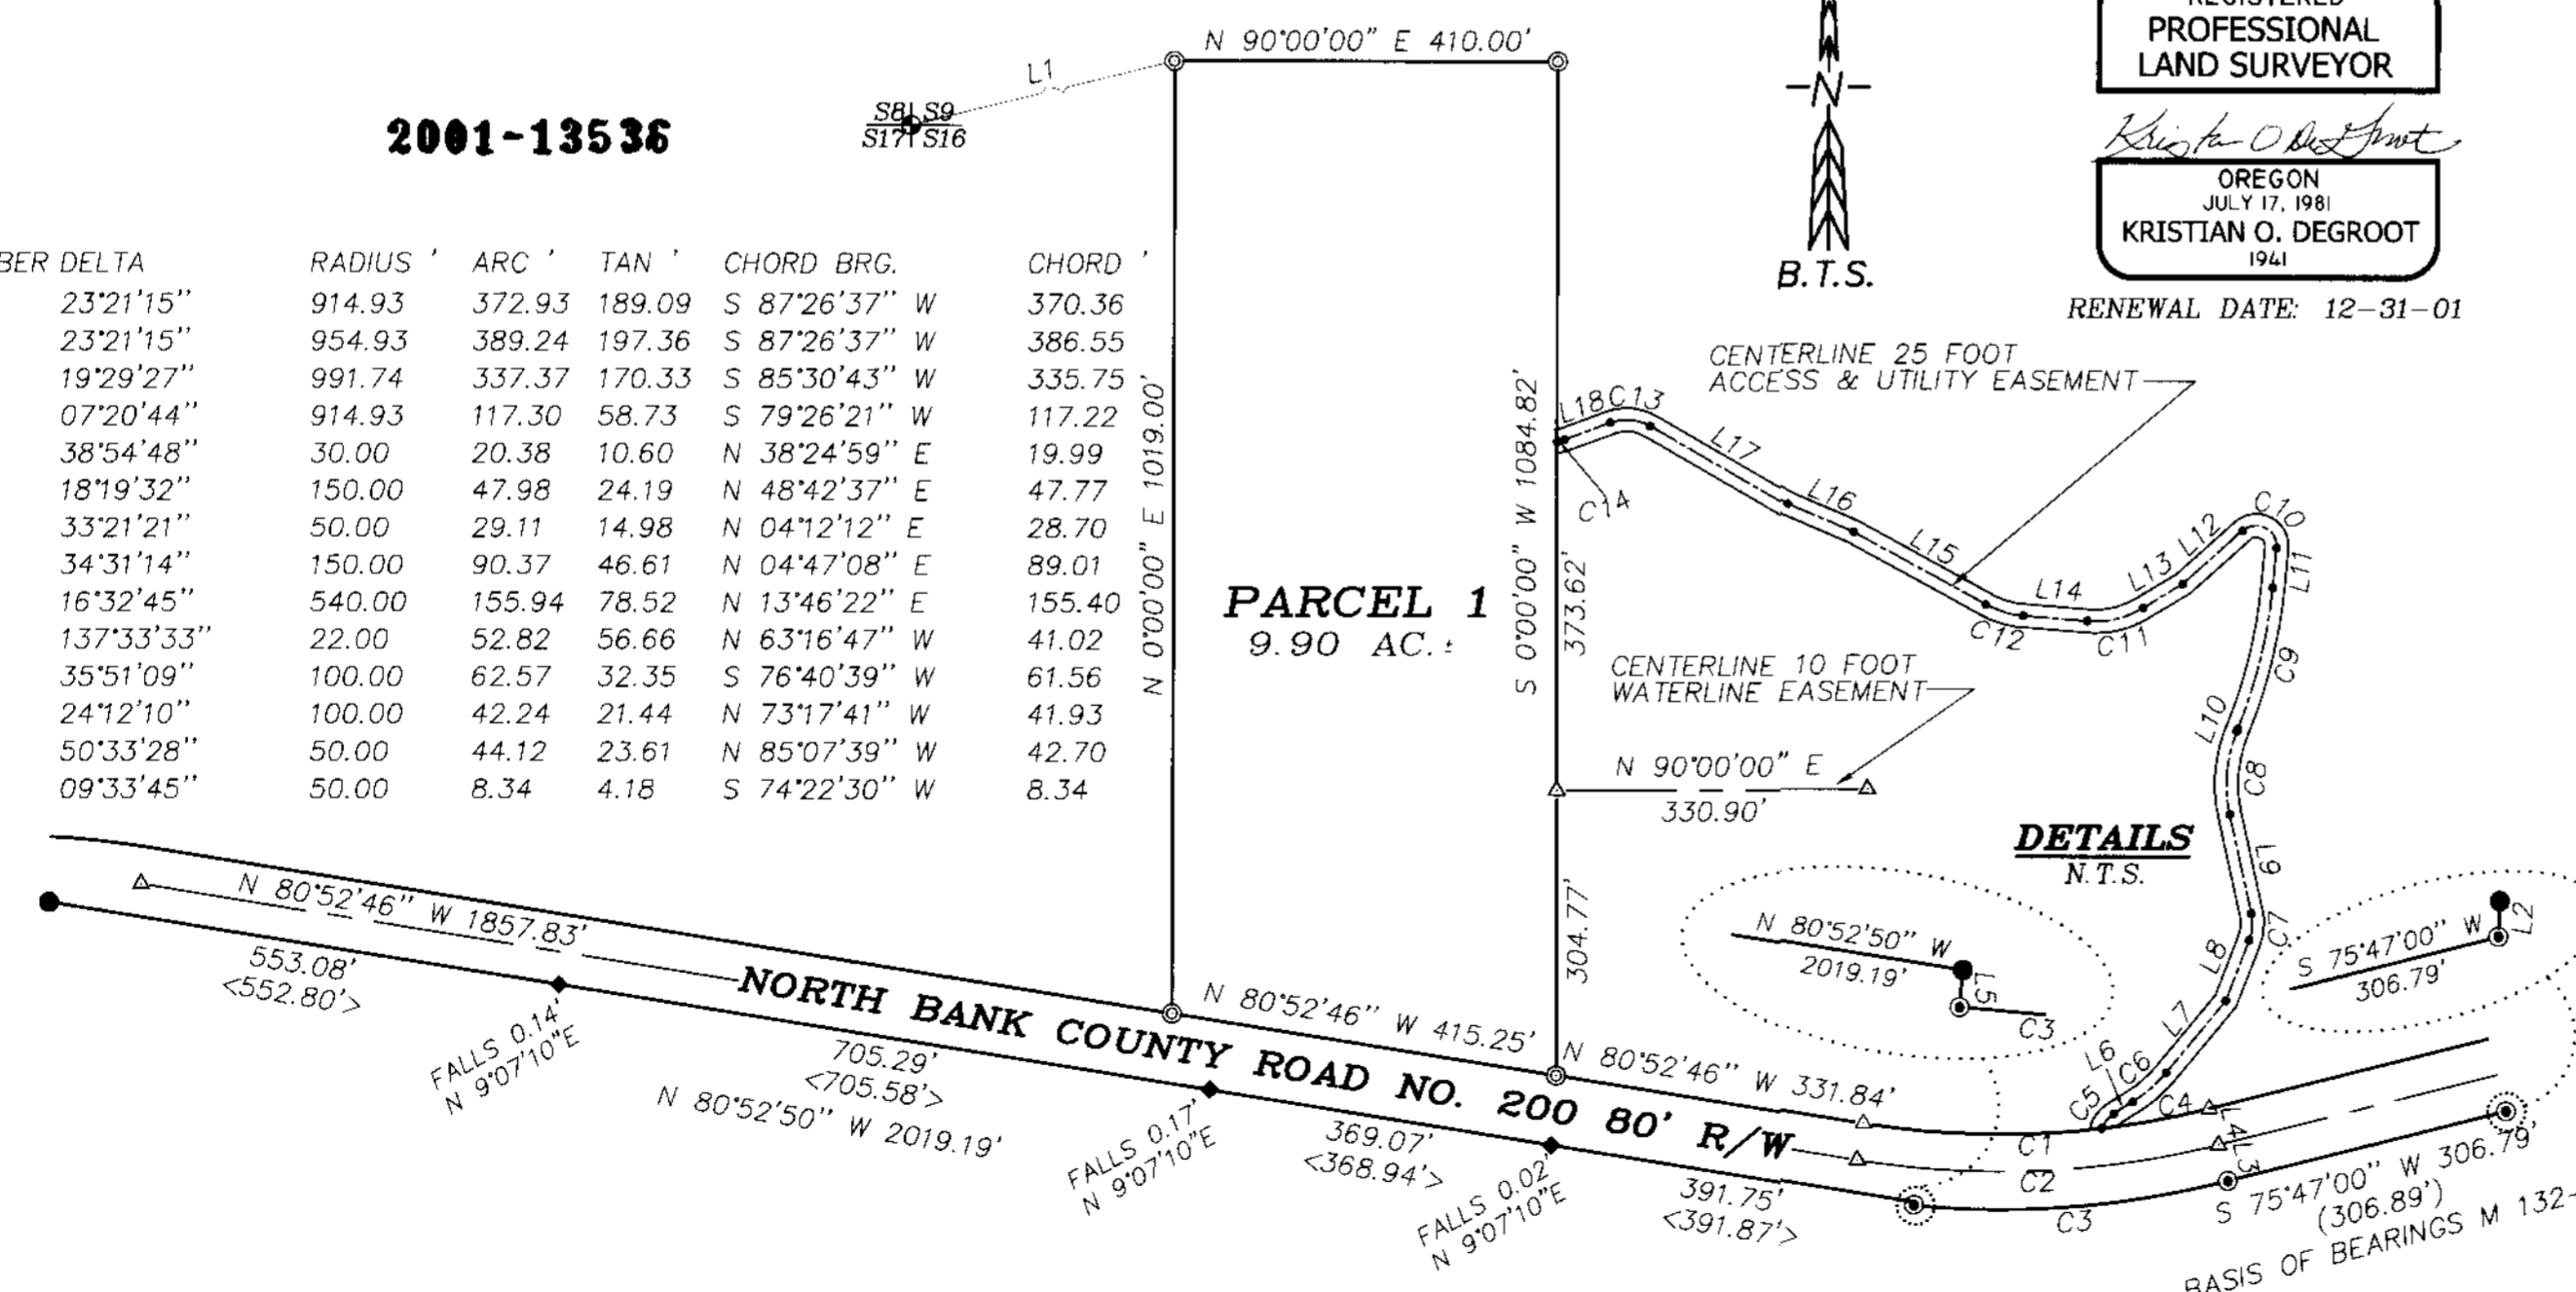 N 90°00'00" E 410.00'
L1
2001-13536
S8 S9
S17 S16
N
B.T.S.
REGISTERED
PROFESSIONAL
LAND SURVEYOR
OREGON
JULY 17, 1981
KRISTIAN O. DEGROOT
1941
RENEWAL DATE: 12-31-01
BER DELTA RADIUS ' ARC ' TAN ' CHORD BRG. CHORD '
23°21'15" 914.93 372.93 189.09 S 87°26'37" W 370.36
23°21'15" 954.93 389.24 197.36 S 87°26'37" W 386.55
19°29'27" 991.74 337.37 170.33 S 85°30'43" W 335.75
07°20'44" 914.93 117.30 58.73 S 79°26'21" W 117.22
38°54'48" 30.00 20.38 10.60 N 38°24'59" E 19.99
18°19'32" 150.00 47.98 24.19 N 48°42'37" E 47.77
33°21'21" 50.00 29.11 14.98 N 04°12'12" E 28.70
34°31'14" 150.00 90.37 46.61 N 04°47'08" E 89.01
16°32'45" 540.00 155.94 78.52 N 13°46'22" E 155.40
137°33'33" 22.00 52.82 56.66 N 63°16'47" W 41.02
35°51'09" 100.00 62.57 32.35 S 76°40'39" W 61.56
24°12'10" 100.00 42.24 21.44 N 73°17'41" W 41.93
50°33'28" 50.00 44.12 23.61 N 85°07'39" W 42.70
09°33'45" 50.00 8.34 4.18 S 74°22'30" W 8.34
N 0°00'00" E 1019.00'
PARCEL 1
9.90 AC.±
S 0°00'00" W 1084.82'
373.62'
304.77'
CENTERLINE 25 FOOT
ACCESS & UTILITY EASEMENT
L18
C13
C14
L17
L16
L15
C12
L14
C11
L13
L12
C10
L11
C9
L10
C8
L9
C7
L8
L7
C6
L6
C5
C4
CENTERLINE 10 FOOT
WATERLINE EASEMENT
N 90°00'00" E
330.90'
DETAILS
N.T.S.
N 80°52'50" W
2019.19'
L5
C3
S 75°47'00" W
306.79'
L2
N 80°52'46" W 1857.83'
553.08'
<552.80'>
FALLS 0.14'
N 9°07'10"E
NORTH BANK COUNTY ROAD NO. 200 80' R/W
705.29'
<705.58'>
N 80°52'50" W 2019.19'
FALLS 0.17'
N 9°07'10"E
N 80°52'46" W 415.25'
369.07'
<368.94'>
FALLS 0.02'
N 9°07'10"E
N 80°52'46" W 331.84'
391.75'
<391.87'>
C1
C2
C3
L4
L3
S 75°47'00" W 306.79'
(306.89')
BASIS OF BEARINGS M 132-